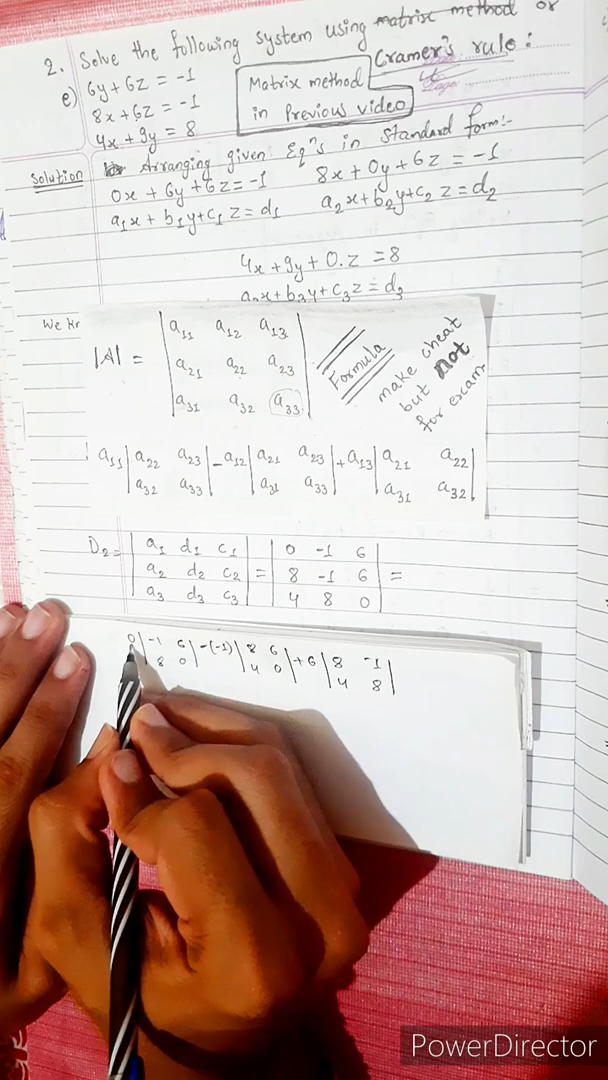 2. Solve the following system using matrix method or
Cramer's rule:
e) 6y+6z = -1
8x+6z = -1
4x+9y = 8
Matrix method
in Previous video
Solution Arranging given Eqns in standard form:-
0x + 6y + 6z = -1 8x + 0y + 6z = -1
a₁x + b₁y + c₁z = d₁ a₂x + b₂y + c₂z = d₂
4x + 9y + 0.z = 8
a₃x + b₃y + c₃z = d₃
We
|A| = | a₁₁ a₁₂ a₁₃ |
| a₂₁ a₂₂ a₂₃ |
| a₃₁ a₃₂ a₃₃ |
Formula
make cheat
but not
for exam.
a₁₁ | a₂₂ a₂₃ | - a₁₂ | a₂₁ a₂₃ | + a₁₃ | a₂₁ a₂₂ |
| a₃₂ a₃₃ | | a₃₁ a₃₃ | | a₃₁ a₃₂ |
D₂ = | a₁ d₁ c₁ | = | 0 -1 6 | =
| a₂ d₂ c₂ | | 8 -1 6 |
| a₃ d₃ c₃ | | 4 8 0 |
0 | -1 6 | -(-1) | 8 6 | +6 | 8 -1 |
| 8 0 | | 4 0 | | 4 8 |
PowerDirector